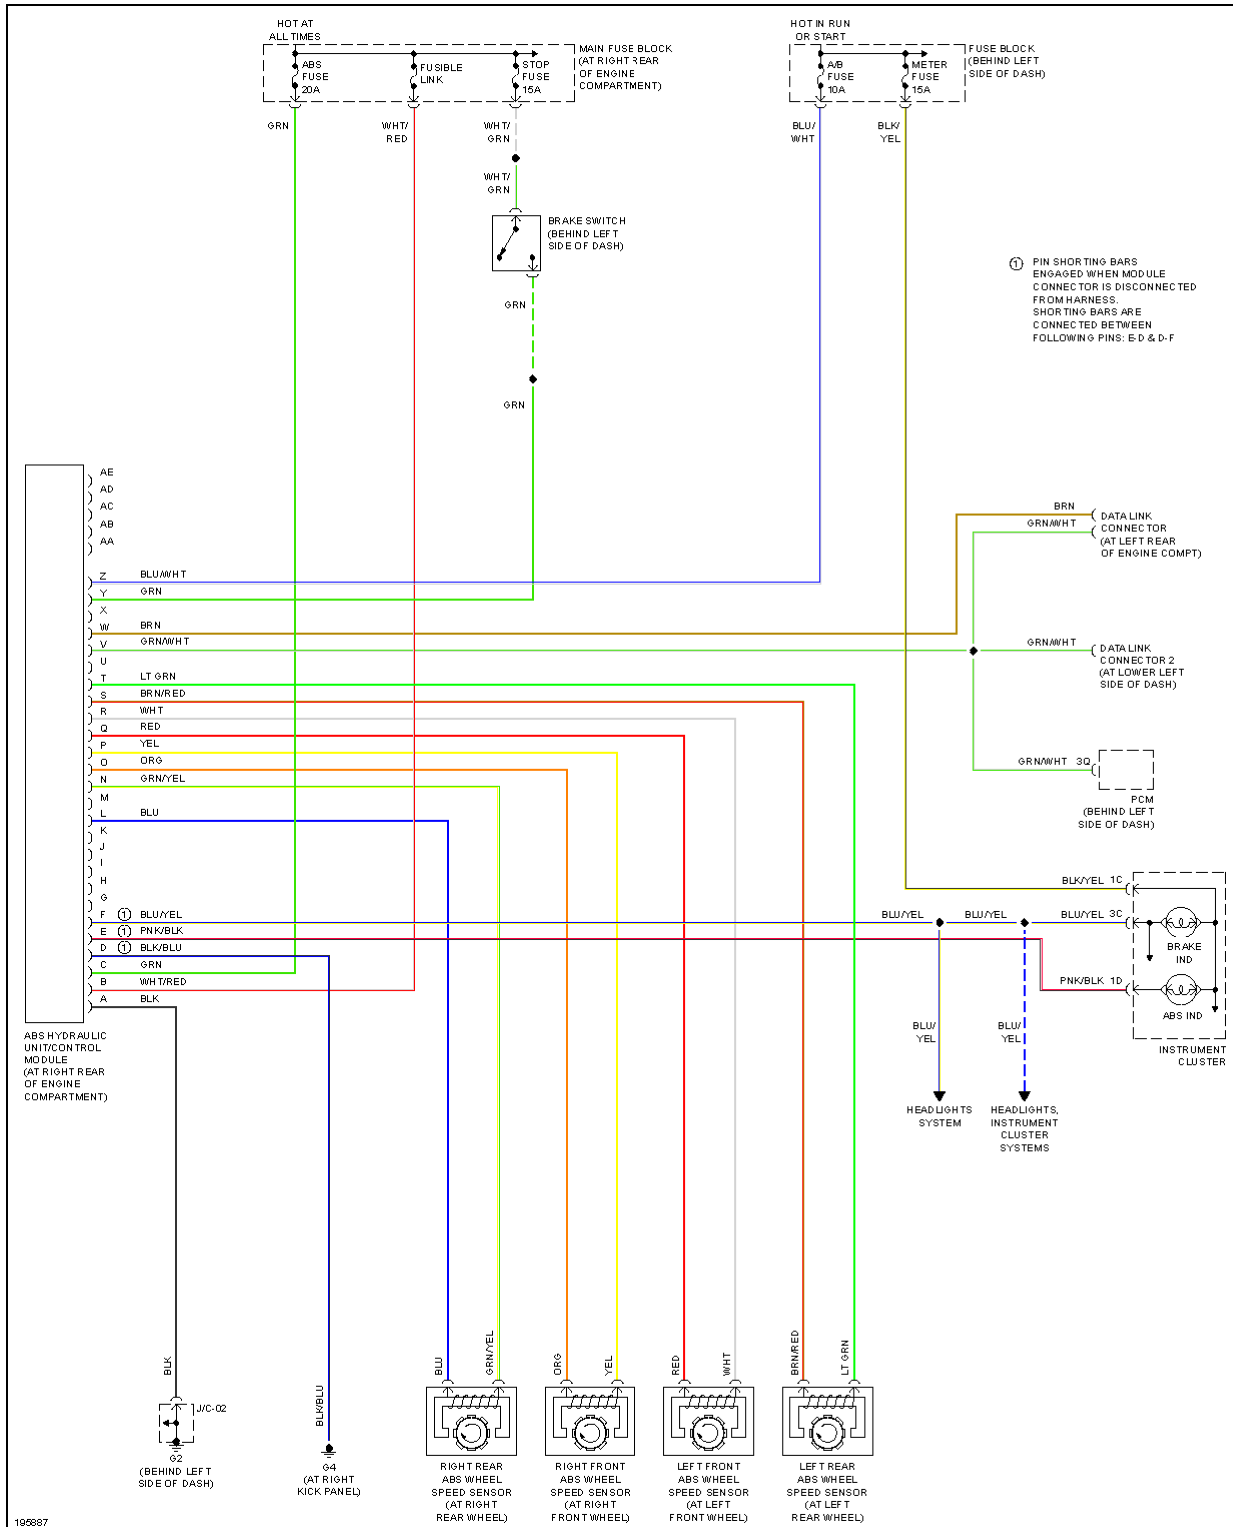 HOT AT
ALL TIMES
ABS
FUSE
20A
FUSIBLE
LINK
STOP
FUSE
15A
MAIN FUSE BLOCK
(AT RIGHT REAR
OF ENGINE
COMPARTMENT)
HOT IN RUN
OR START
A/B
FUSE
10A
METER
FUSE
15A
FUSE BLOCK
(BEHIND LEFT
SIDE OF DASH)
GRN
WHT/
RED
WHT/
GRN
BLU/
WHT
BLK/
YEL
WHT/
GRN
BRAKE SWITCH
(BEHIND LEFT
SIDE OF DASH)
GRN
GRN
1 PIN SHORTING BARS
ENGAGED WHEN MODULE
CONNECTOR IS DISCONNECTED
FROM HARNESS.
SHORTING BARS ARE
CONNECTED BETWEEN
FOLLOWING PINS: E-D & D-F
AE
AD
AC
AB
AA
Z BLU/WHT
Y GRN
X
W BRN
V GRN/WHT
U
T LT GRN
S BRN/RED
R WHT
Q RED
P YEL
O ORG
N GRN/YEL
M
L BLU
K
J
I
H
G
F 1 BLU/YEL
E 1 PNK/BLK
D 1 BLK/BLU
C GRN
B WHT/RED
A BLK
ABS HYDRAULIC
UNIT/CONTROL
MODULE
(AT RIGHT REAR
OF ENGINE
COMPARTMENT)
BRN
GRN/WHT
DATA LINK
CONNECTOR
(AT LEFT REAR
OF ENGINE COMPT)
GRN/WHT
DATA LINK
CONNECTOR 2
(AT LOWER LEFT
SIDE OF DASH)
GRN/WHT 3Q
PCM
(BEHIND LEFT
SIDE OF DASH)
BLK/YEL 1C
BLU/YEL
BLU/YEL
BLU/YEL 3C
BRAKE
IND
PNK/BLK 1D
ABS IND
INSTRUMENT
CLUSTER
BLU/
YEL
BLU/
YEL
HEADLIGHTS
SYSTEM
HEADLIGHTS,
INSTRUMENT
CLUSTER
SYSTEMS
BLK
J/C-02
G2
(BEHIND LEFT
SIDE OF DASH)
BLK/BLU
G4
(AT RIGHT
KICK PANEL)
BLU
GRN/YEL
RIGHT REAR
ABS WHEEL
SPEED SENSOR
(AT RIGHT
REAR WHEEL)
ORG
YEL
RIGHT FRONT
ABS WHEEL
SPEED SENSOR
(AT RIGHT
FRONT WHEEL)
RED
WHT
LEFT FRONT
ABS WHEEL
SPEED SENSOR
(AT LEFT
FRONT WHEEL)
BRN/RED
LT GRN
LEFT REAR
ABS WHEEL
SPEED SENSOR
(AT LEFT
REAR WHEEL)
195887